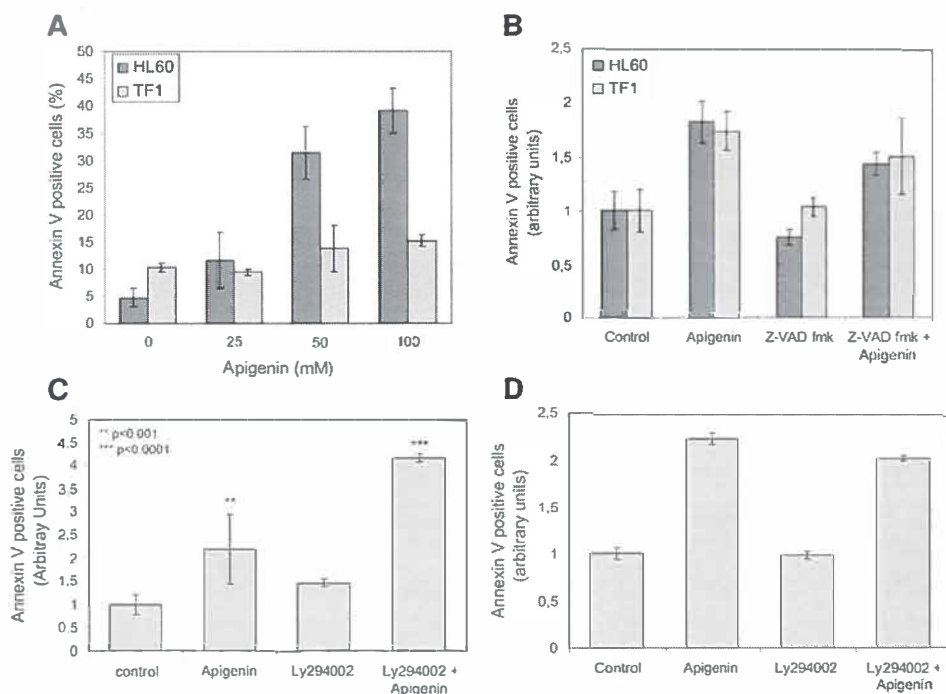 A
50
45
40
35
30
25
20
15
10
5
0
Annexin V positive cells (%)
HL60
TF1
0 25 50 100
Apigenin (mM)
B
2,5
2
1,5
1
0,5
0
Annexin V positive cells
(arbitrary units)
HL60
TF1
Control Apigenin Z-VAD fmk Z-VAD fmk +
Apigenin
C
5
4.5
4
3.5
3
2.5
2
1.5
1
0.5
0
Annexin V positive cells
(Arbitray Units)
** p<0.001
*** p<0.0001
**
***
control Apigenin Ly294002 Ly294002 +
Apigenin
D
2,5
2
1,5
1
0,5
0
Annexin V positive cells
(arbitrary units)
Control Apigenin Ly294002 Ly294002 +
Apigenin